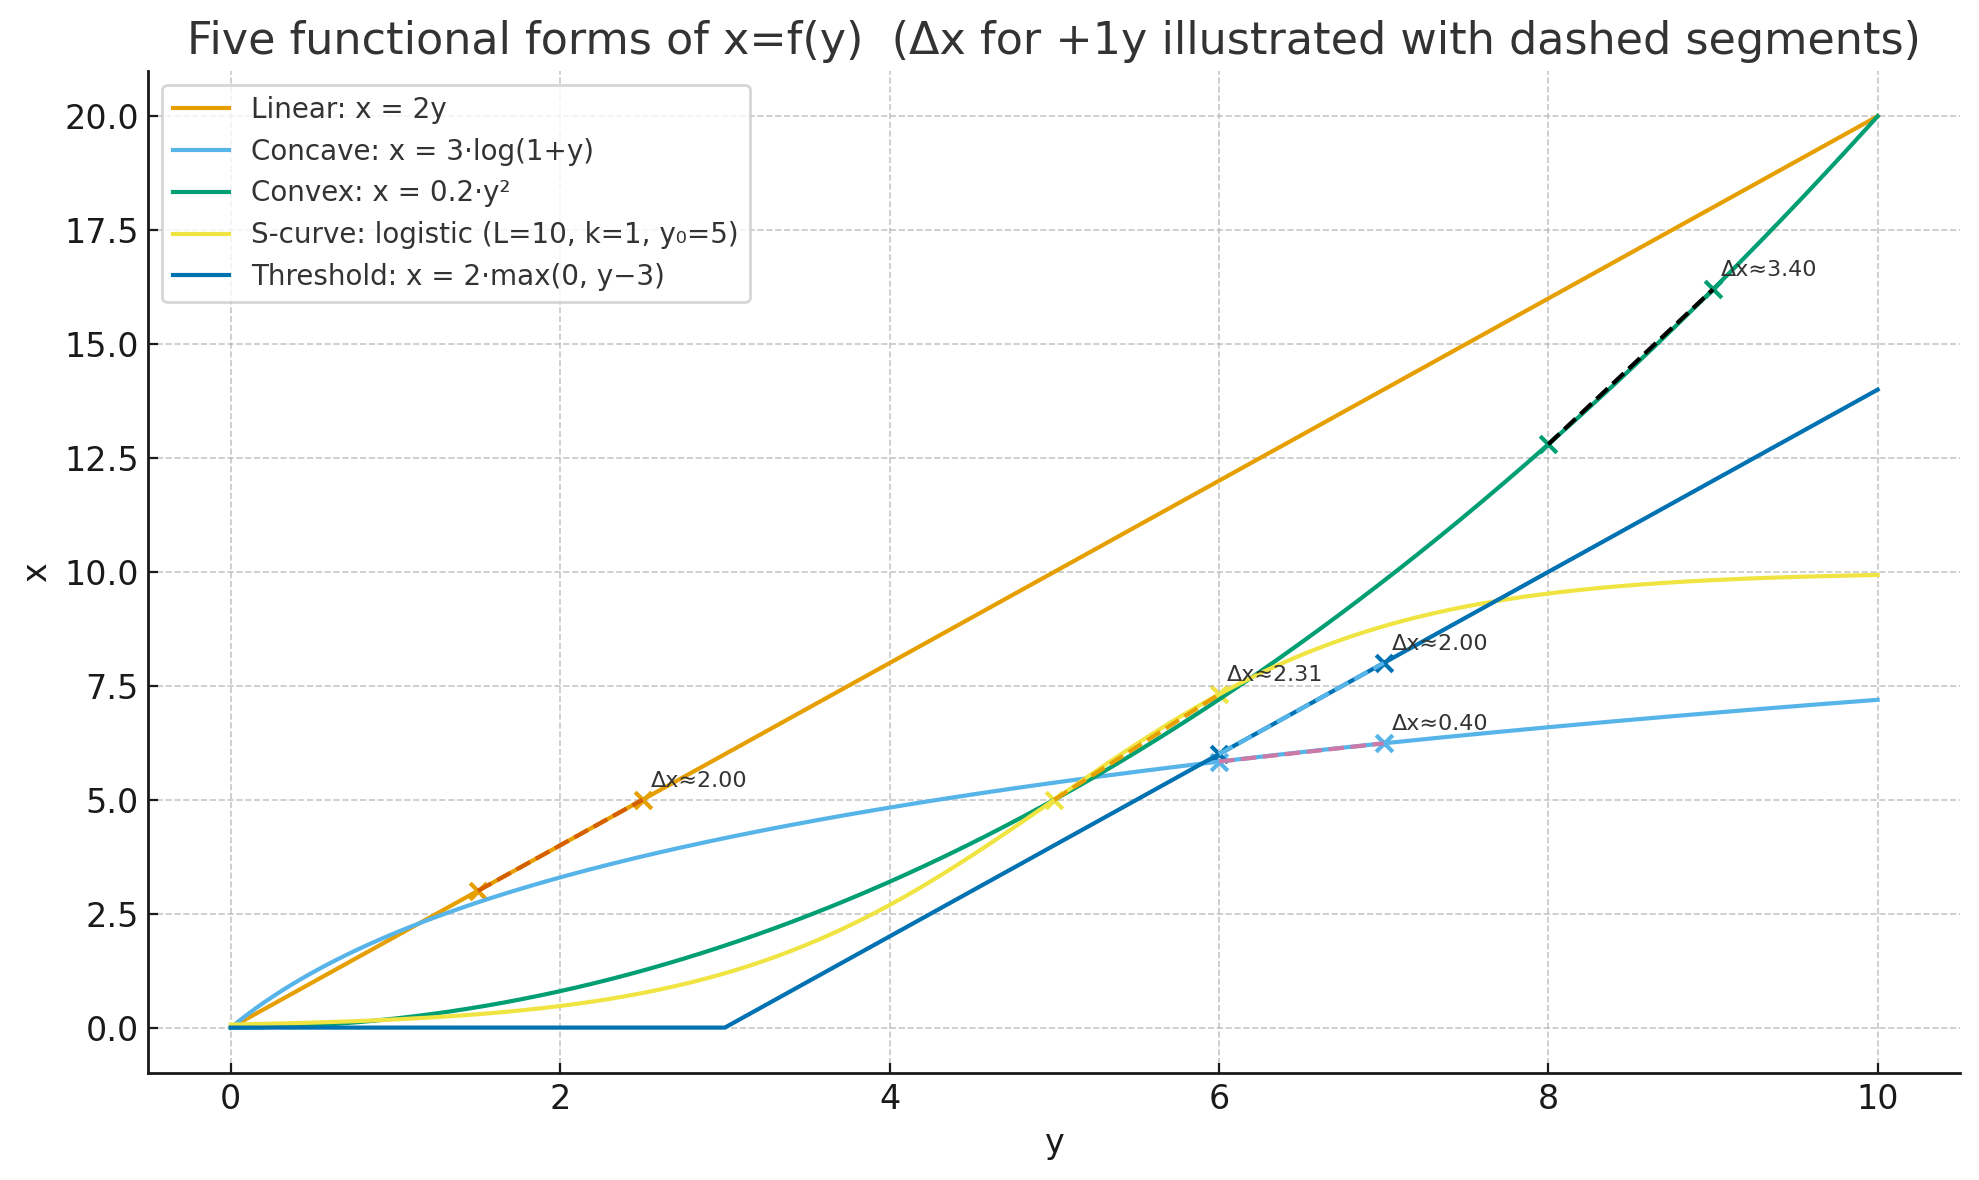 Five functional forms of x=f(y)  (Δx for +1y illustrated with dashed segments)
Linear: x = 2y
Concave: x = 3·log(1+y)
Convex: x = 0.2·y²
S-curve: logistic (L=10, k=1, y₀=5)
Threshold: x = 2·max(0, y−3)
20.0
17.5
15.0
12.5
10.0
7.5
5.0
2.5
0.0
x
Δx≈3.40
Δx≈2.00
Δx≈2.31
Δx≈0.40
Δx≈2.00
0 2 4 6 8 10
y